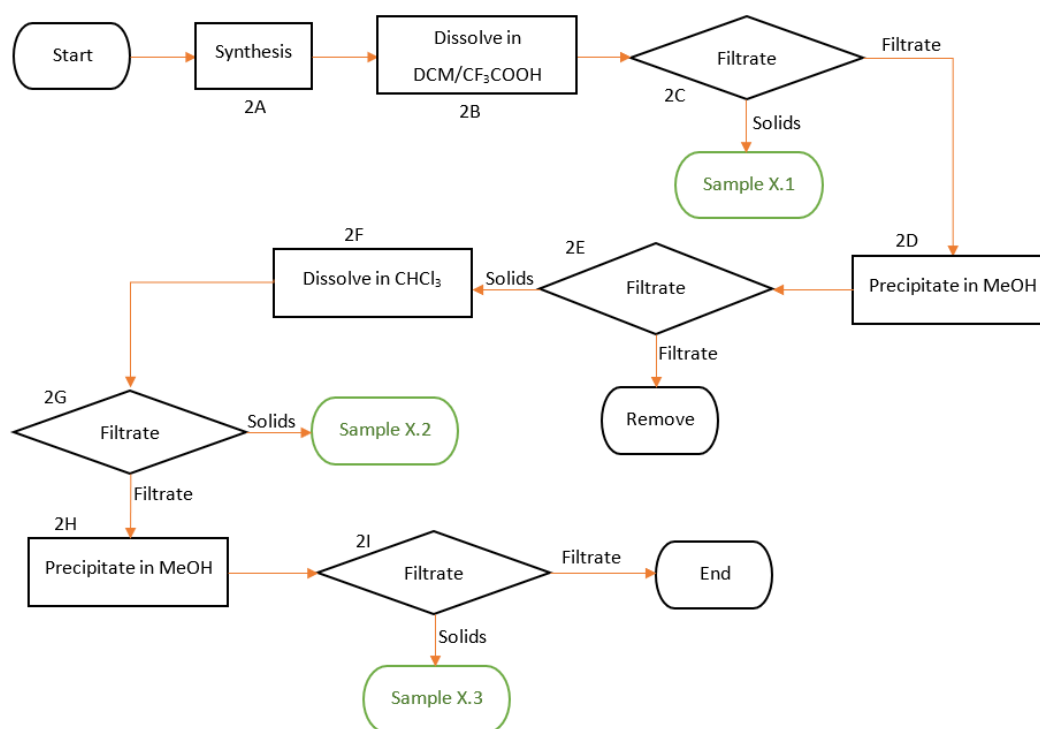 Start
Synthesis
2A
Dissolve in
DCM/CF₃COOH
2B
Filtrate
2C
Filtrate
Solids
Sample X.1
2D
Precipitate in MeOH
2E
Filtrate
Solids
Filtrate
Remove
2F
Dissolve in CHCl₃
2G
Filtrate
Solids
Sample X.2
Filtrate
2H
Precipitate in MeOH
2I
Filtrate
Filtrate
End
Solids
Sample X.3